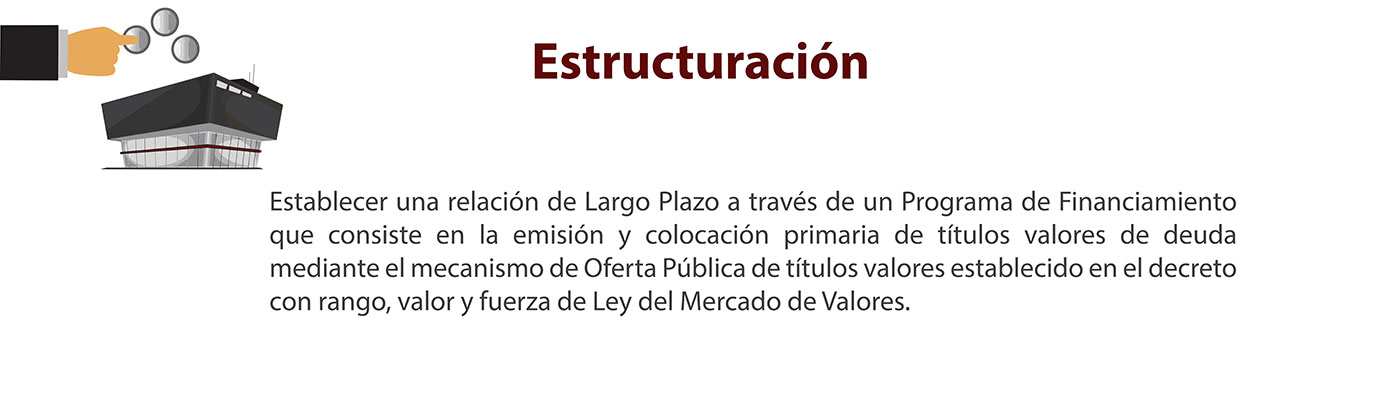 Estructuración
Establecer una relación de Largo Plazo a través de un Programa de Financiamiento
que consiste en la emisión y colocación primaria de títulos valores de deuda
mediante el mecanismo de Oferta Pública de títulos valores establecido en el decreto
con rango, valor y fuerza de Ley del Mercado de Valores.